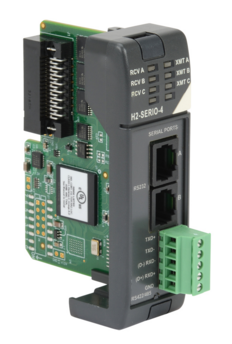 RCV A XMT A
RCV B XMT B
RCV C XMT C
H2-SERIO-4
SERIAL PORTS
RS232
TXD+
TXD-
(D-) RXD-
(D+) RXD+
GND
RS422/485